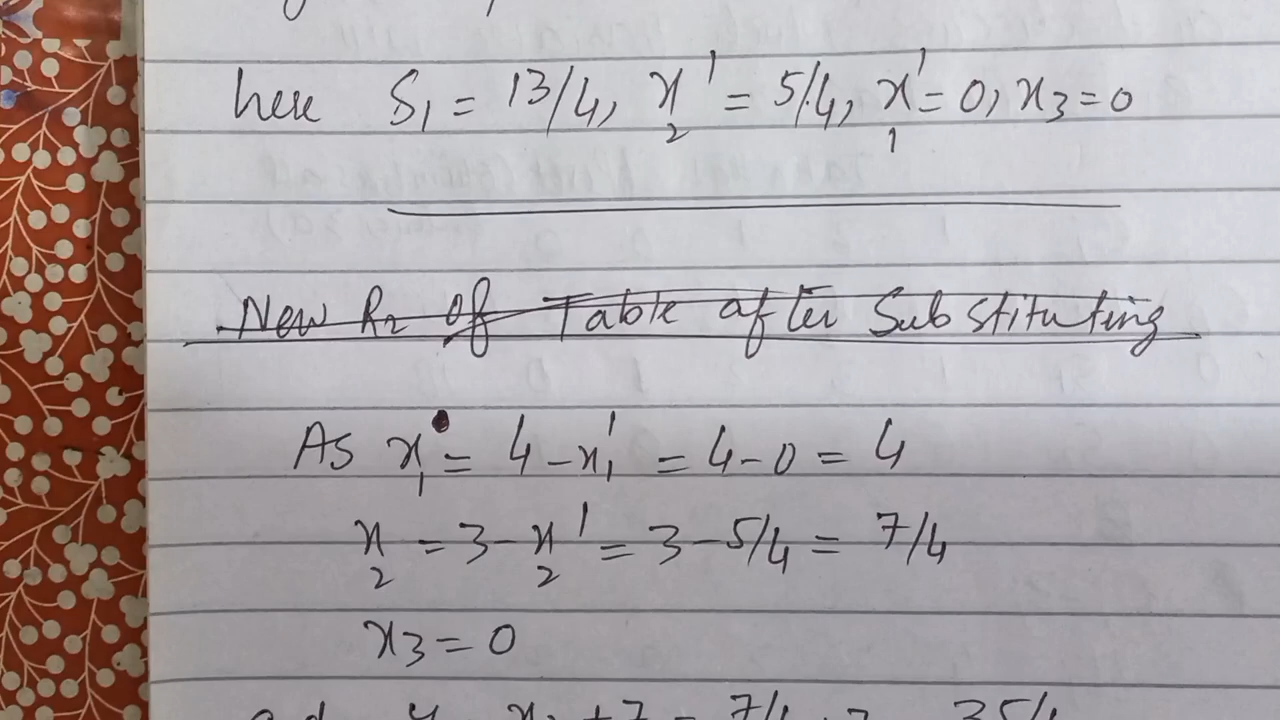 here S₁ = 13/4, x₂' = 5/4, x₁' = 0, x₃ = 0
New R₂ of Table after Substituting
As x₁ = 4 - x₁' = 4 - 0 = 4
x₂ = 3 - x₂' = 3 - 5/4 = 7/4
x₃ = 0